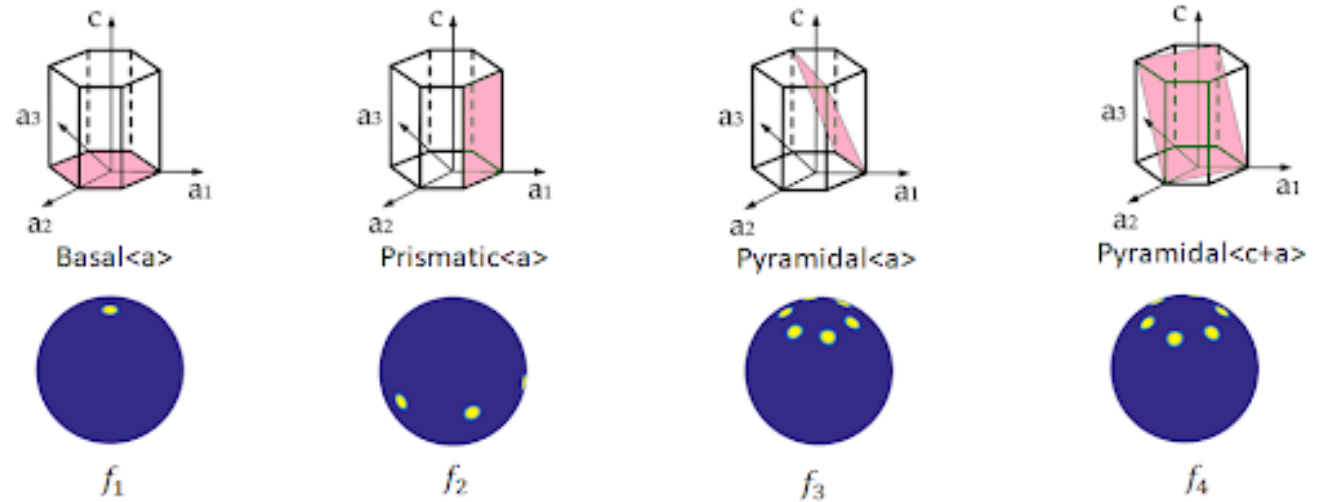 c c c c
a3 a3 a3 a3
a1 a1 a1 a1
a2 a2 a2 a2
Basal<a> Prismatic<a> Pyramidal<a> Pyramidal<c+a>
f1 f2 f3 f4